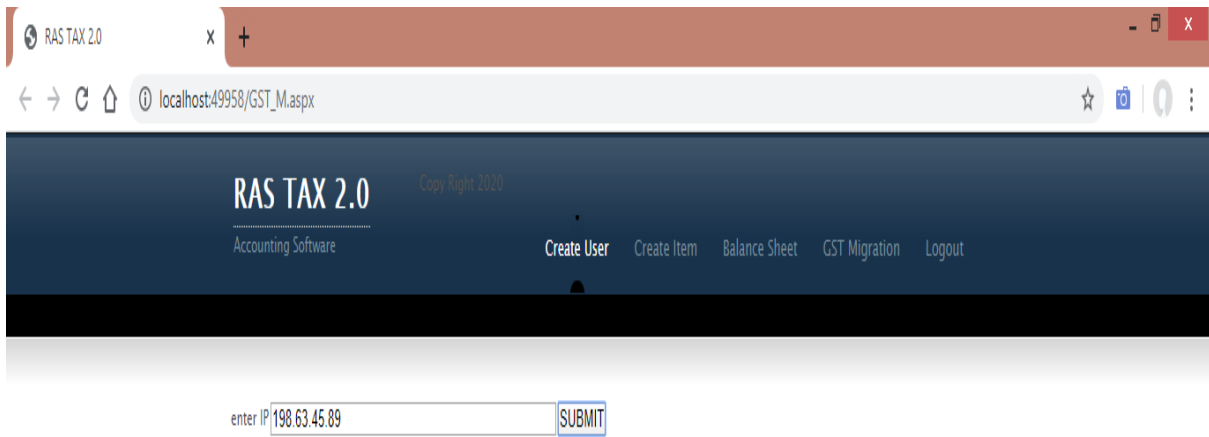 RAS TAX 2.0
localhost:49958/GST_M.aspx
RAS TAX 2.0
Copy Right 2020
Accounting Software
Create User Create Item Balance Sheet GST Migration Logout
enter IP 198.63.45.89 SUBMIT